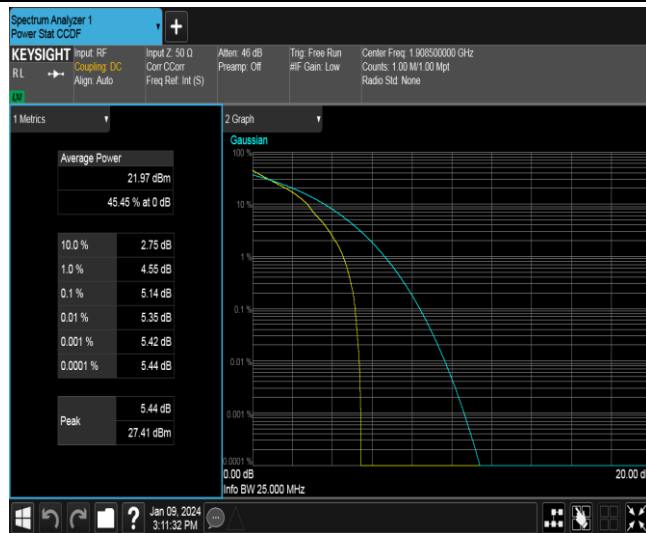 Spectrum Analyzer 1
Power Stat CCDF
+
KEYSIGHT
RL
LXI
Input: RF
Coupling: DC
Align: Auto
Input Z: 50 Ω
Corr CCorr
Freq Ref: Int (S)
Atten: 46 dB
Preamp: Off
Trig: Free Run
#IF Gain: Low
Center Freq: 1.908500000 GHz
Counts: 1.00 M/1.00 Mpt
Radio Std: None
1 Metrics
Average Power
21.97 dBm
45.45 % at 0 dB
10.0 % 2.75 dB
1.0 % 4.55 dB
0.1 % 5.14 dB
0.01 % 5.35 dB
0.001 % 5.42 dB
0.0001 % 5.44 dB
Peak
5.44 dB
27.41 dBm
2 Graph
Gaussian
100 %
10 %
1 %
0.1 %
0.01 %
0.001 %
0.0001 %
0.00 dB
20.00 d
Info BW 25.000 MHz
?
Jan 09, 2024
3:11:32 PM